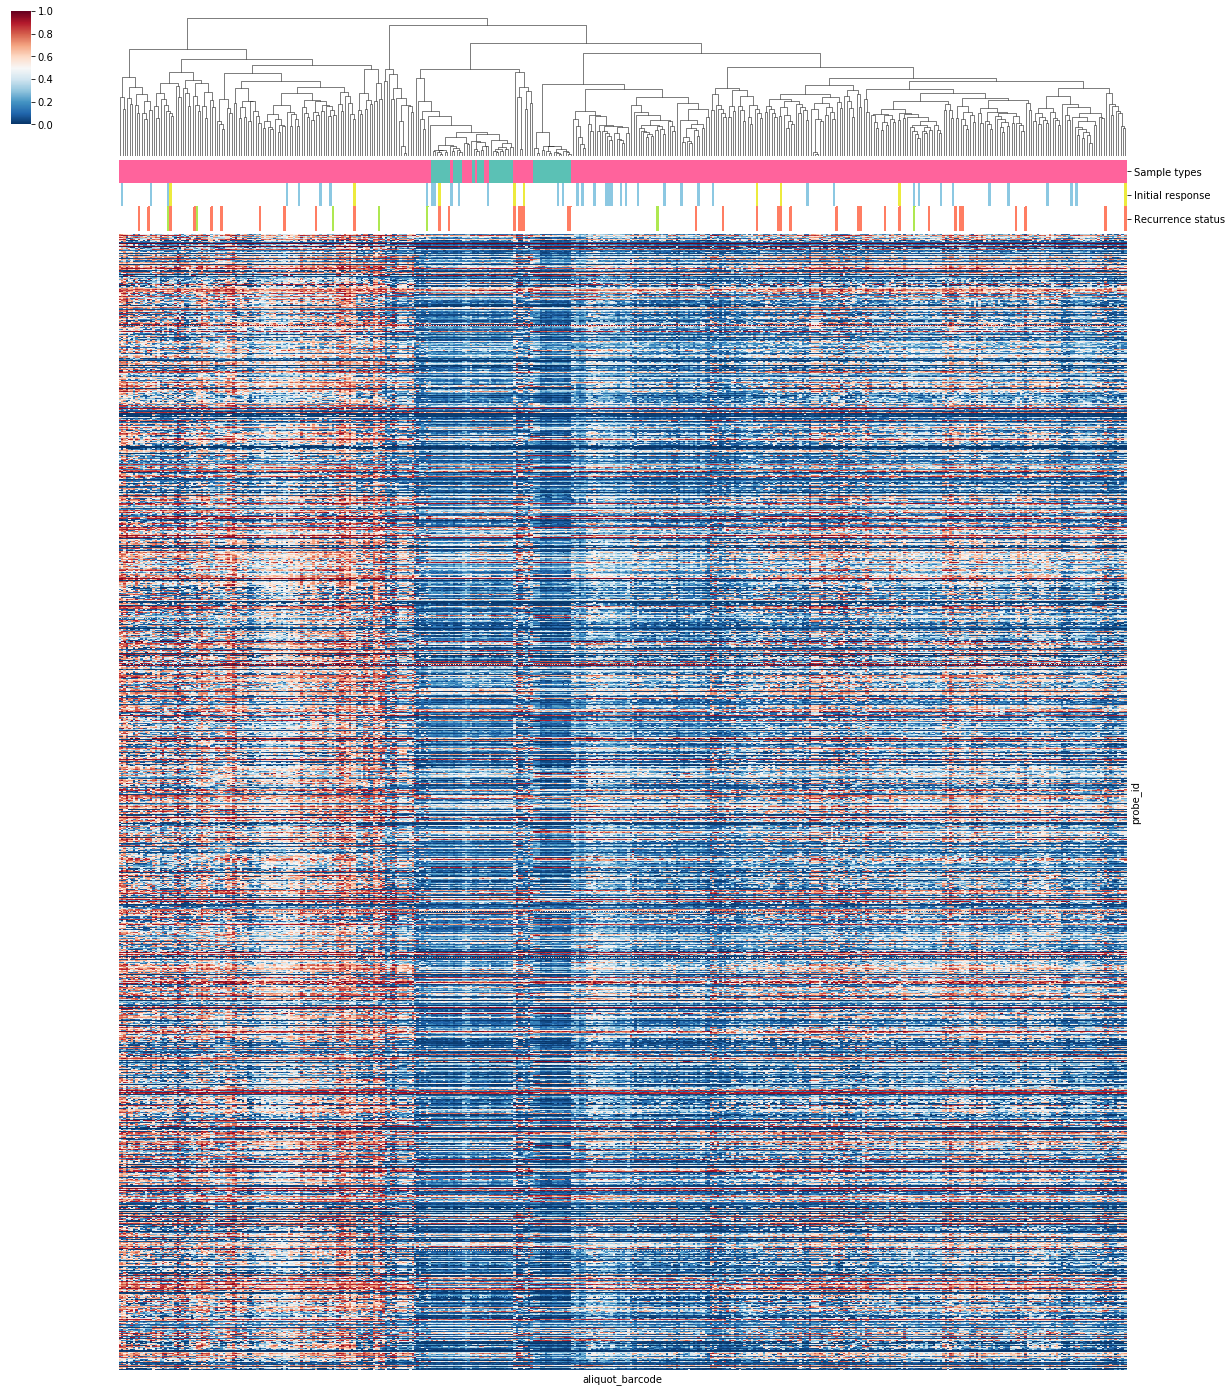 1.0
0.8
0.6
0.4
0.2
0.0
Sample types
Initial response
Recurrence status
probe_id
aliquot_barcode